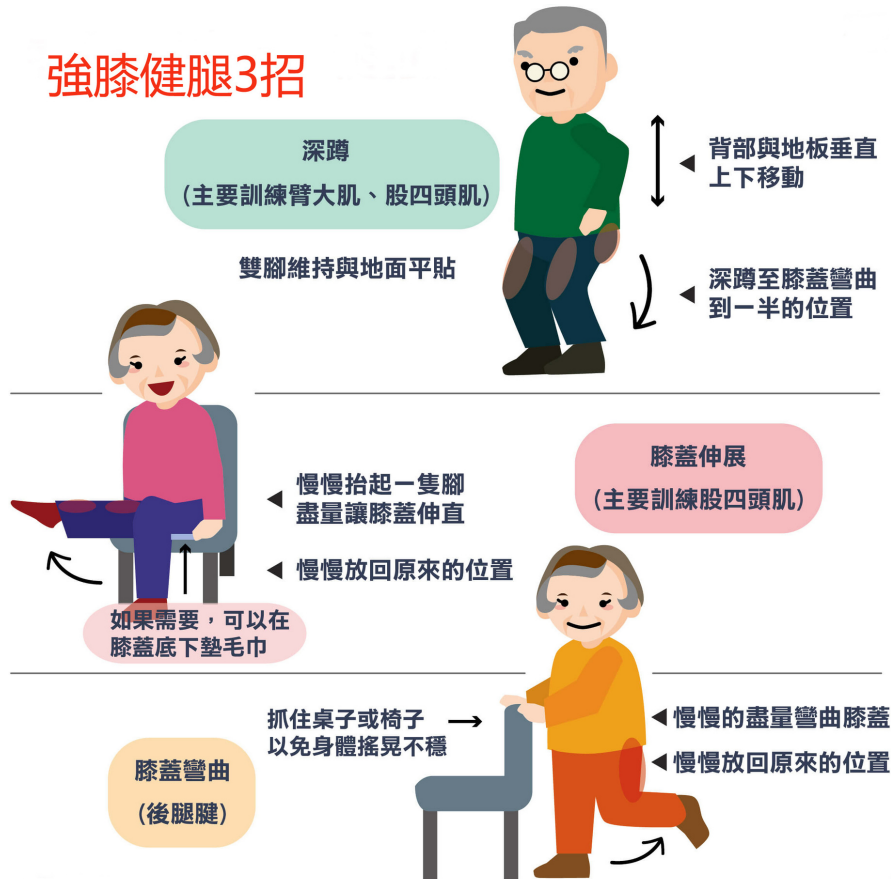 強膝健腿3招
深蹲
(主要訓練臂大肌、股四頭肌)
雙腳維持與地面平貼
背部與地板垂直
上下移動
深蹲至膝蓋彎曲
到一半的位置
膝蓋伸展
(主要訓練股四頭肌)
慢慢抬起一隻腳
盡量讓膝蓋伸直
慢慢放回原來的位置
如果需要，可以在
膝蓋底下墊毛巾
膝蓋彎曲
(後腿腱)
抓住桌子或椅子
以免身體搖晃不穩
慢慢的盡量彎曲膝蓋
慢慢放回原來的位置